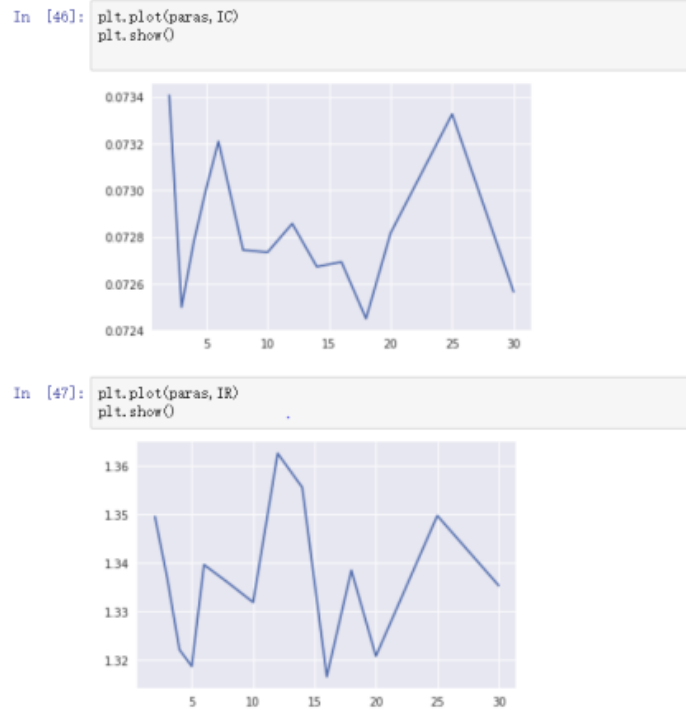 In [46]: plt.plot(paras,IC)
plt.show()
0.0734
0.0732
0.0730
0.0728
0.0726
0.0724
5 10 15 20 25 30
In [47]: plt.plot(paras,IR)
plt.show()
1.36
1.35
1.34
1.33
1.32
5 10 15 20 25 30